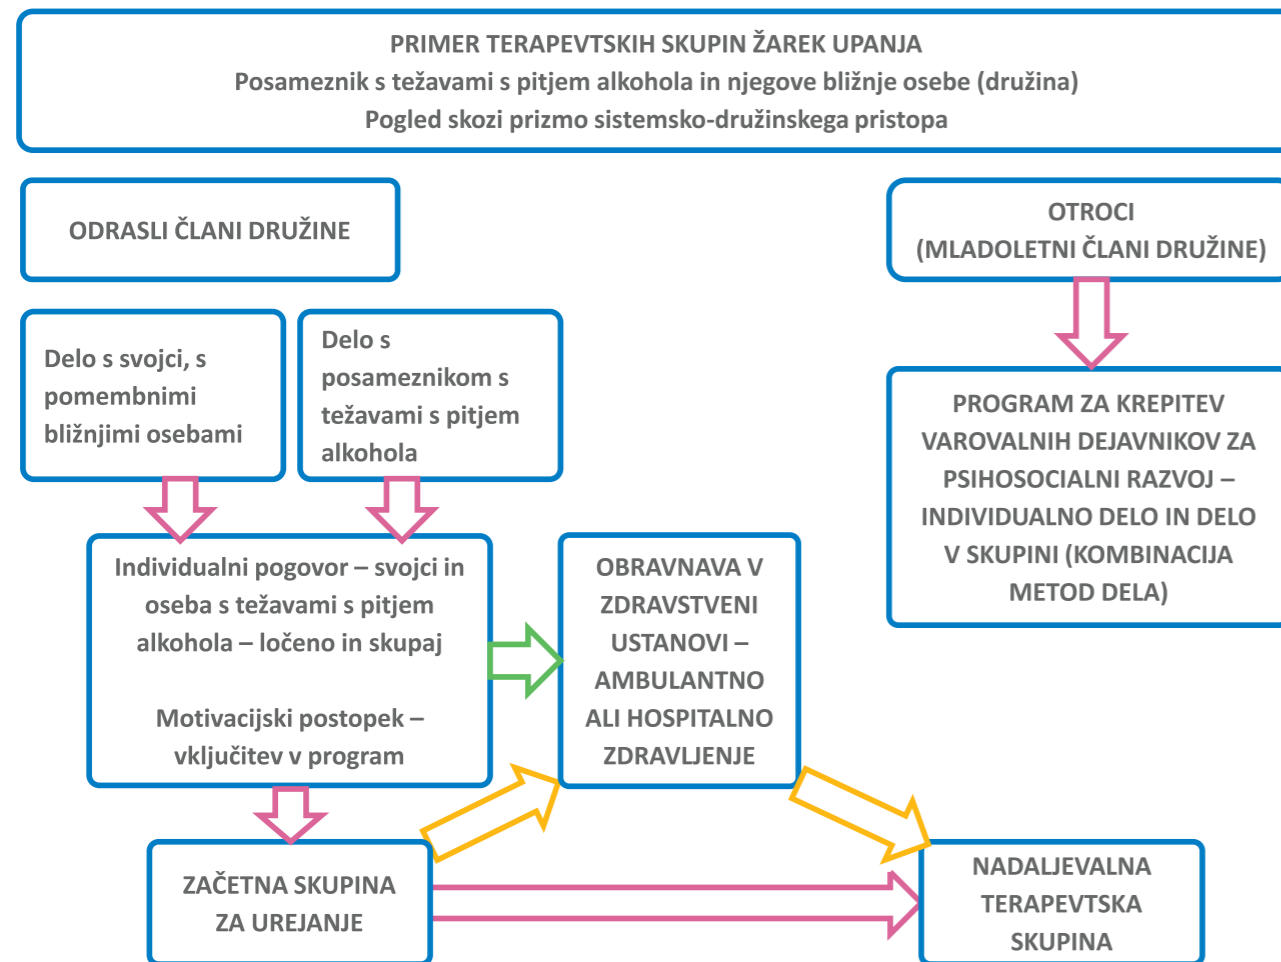 PRIMER TERAPEVTSKIH SKUPIN ŽAREK UPANJA
Posameznik s težavami s pitjem alkohola in njegove bližnje osebe (družina)
Pogled skozi prizmo sistemsko-družinskega pristopa
ODRASLI ČLANI DRUŽINE
OTROCI
(MLADOLETNI ČLANI DRUŽINE)
Delo s svojci, s
pomembnimi
bližnjimi osebami
Delo s
posameznikom s
težavami s pitjem
alkohola
PROGRAM ZA KREPITEV
VAROVALNIH DEJAVNIKOV ZA
PSIHOSOCIALNI RAZVOJ –
INDIVIDUALNO DELO IN DELO
V SKUPINI (KOMBINACIJA
METOD DELA)
Individualni pogovor – svojci in
oseba s težavami s pitjem
alkohola – ločeno in skupaj
Motivacijski postopek –
vključitev v program
OBRAVNAVA V
ZDRAVSTVENI
USTANOVI –
AMBULANTNO
ALI HOSPITALNO
ZDRAVLJENJE
ZAČETNA SKUPINA
ZA UREJANJE
NADALJEVALNA
TERAPEVTSKA
SKUPINA